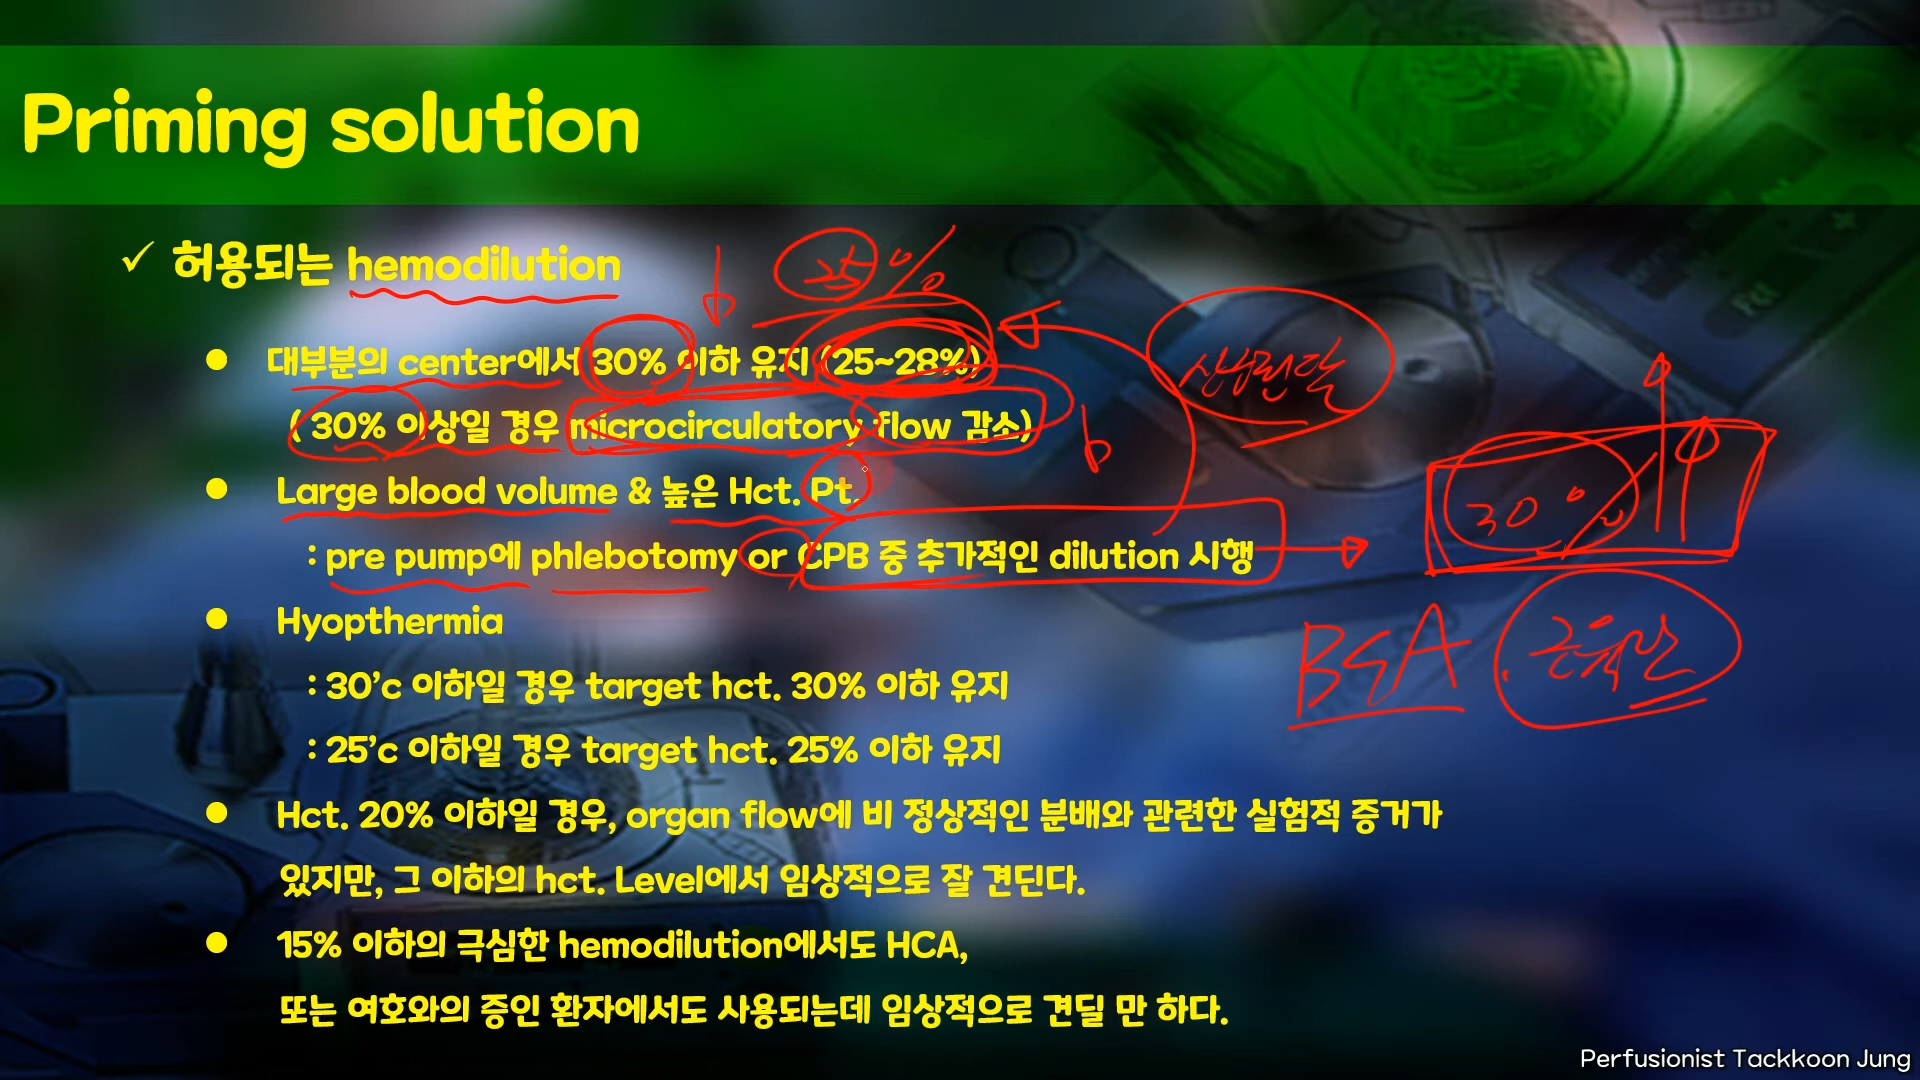 Priming solution
✓ 허용되는 hemodilution
25%
● 대부분의 center에서 30% 이하 유지 (25~28%)
( 30% 이상일 경우 microcirculatory flow 감소)
산성린달
● Large blood volume & 높은 Hct. Pt.
30%
: pre pump에 phlebotomy or CPB 중 추가적인 dilution 시행
● Hyopthermia
BSA
: 30’c 이하일 경우 target hct. 30% 이하 유지
: 25’c 이하일 경우 target hct. 25% 이하 유지
● Hct. 20% 이하일 경우, organ flow에 비 정상적인 분배와 관련한 실험적 증거가
있지만, 그 이하의 hct. Level에서 임상적으로 잘 견딘다.
● 15% 이하의 극심한 hemodilution에서도 HCA,
또는 여호와의 증인 환자에서도 사용되는데 임상적으로 견딜 만 하다.
Perfusionist Tackkoon Jung